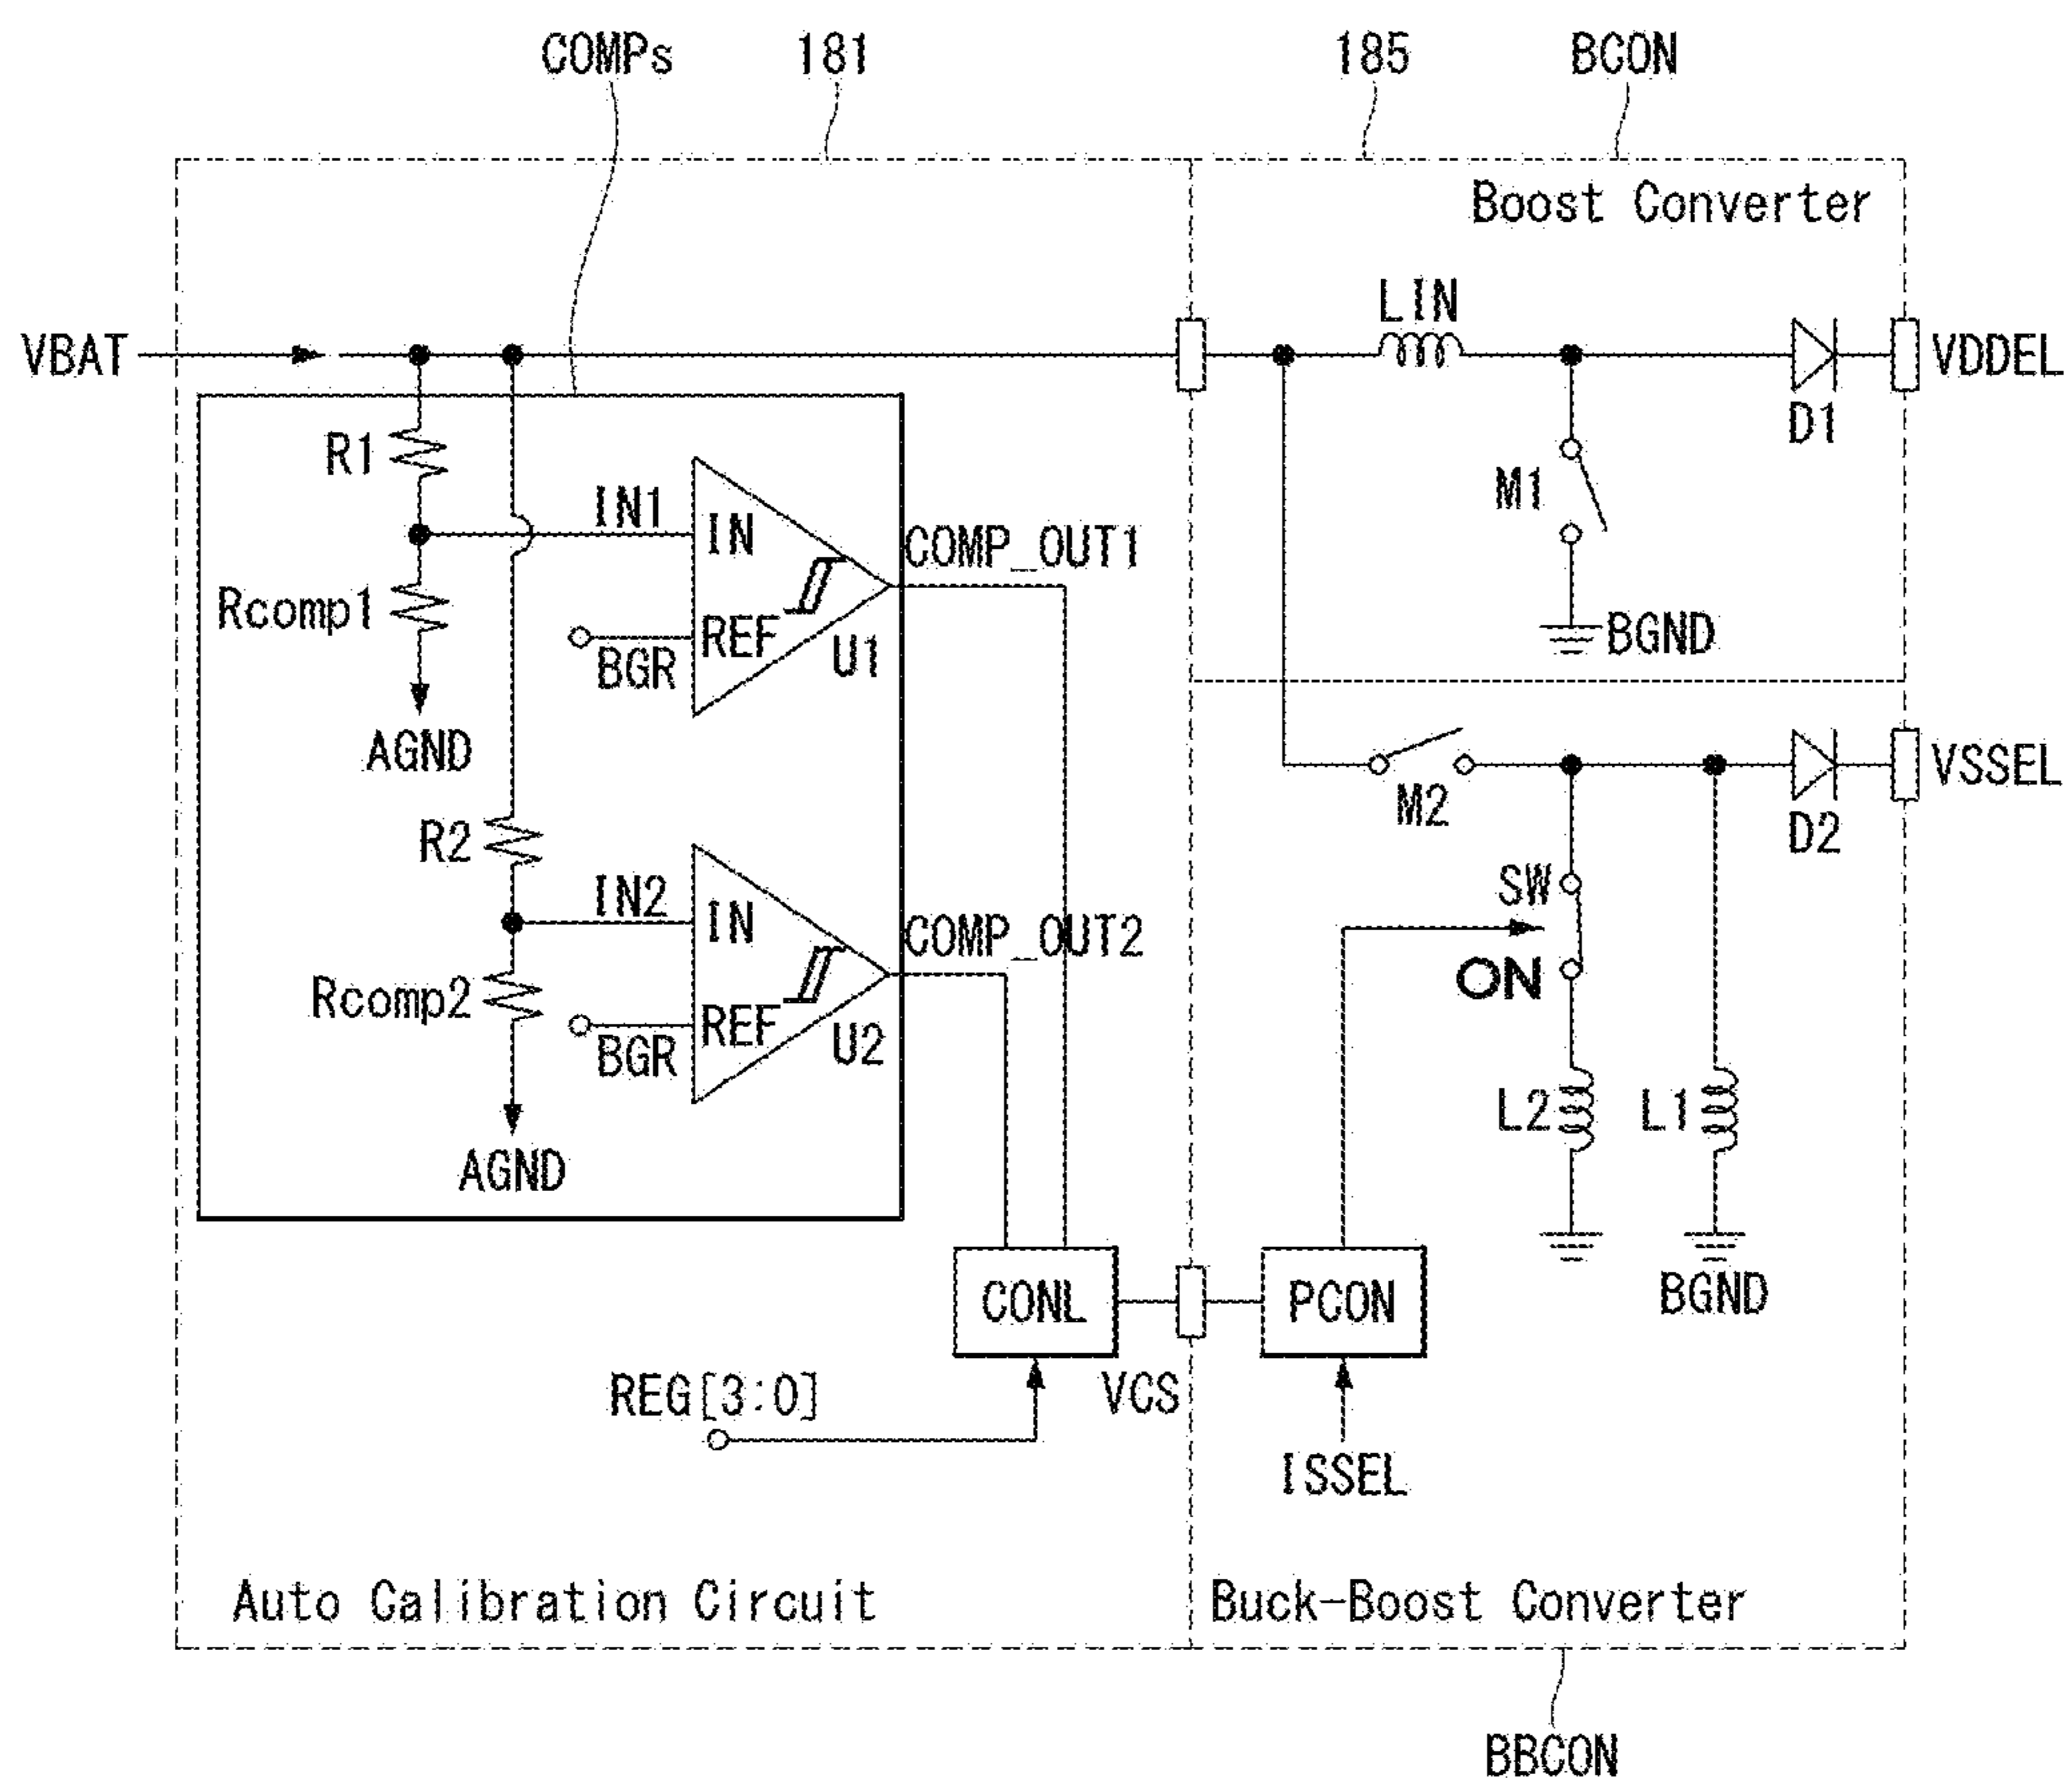 COMPs
181
185
BCON
Boost Converter
LIN
VBAT
VDDEL
D1
R1
M1
IN1
IN
COMP_OUT1
Rcomp1
REF
BGR
U1
BGND
AGND
VSSEL
M2
D2
R2
SW
IN2
IN
COMP_OUT2
ON
Rcomp2
REF
BGR
U2
L2
L1
AGND
CONL
PCON
BGND
REG[3:0]
VCS
ISSEL
Auto Calibration Circuit
Buck-Boost Converter
BBCON